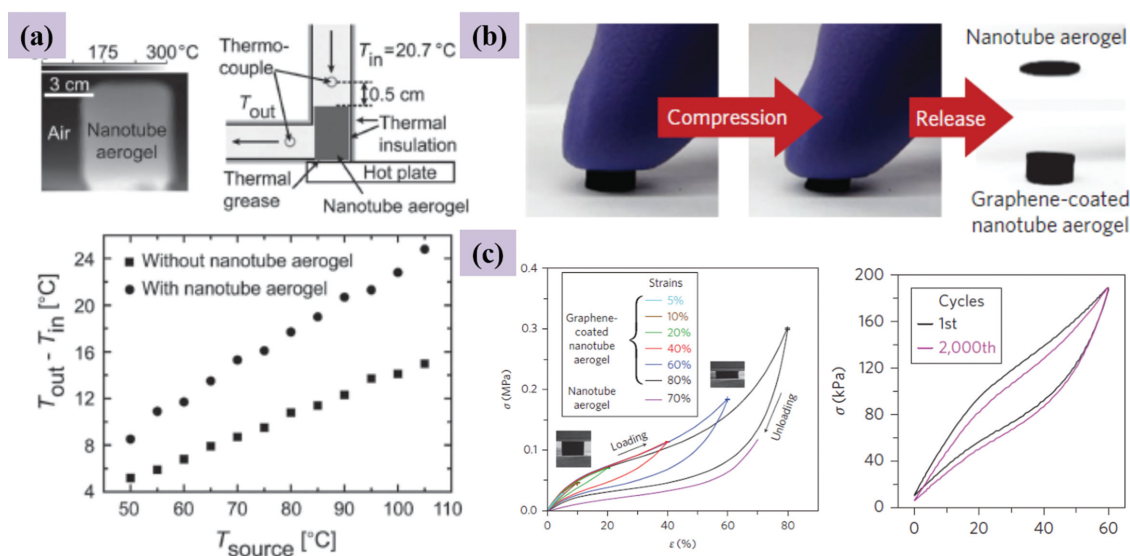 (a)
175 300°C
3 cm
Air
Nanotube
aerogel
Thermo-
couple
T_in=20.7 °C
0.5 cm
T_out
Thermal
insulation
Hot plate
Thermal
grease
Nanotube aerogel
24
20
16
12
8
4
T_out - T_in [°C]
Without nanotube aerogel
With nanotube aerogel
50 60 70 80 90 100 110
T_source [°C]
(b)
Compression
Release
Nanotube aerogel
Graphene-coated
nanotube aerogel
(c)
0.4
0.3
0.2
0.1
0.0
σ (MPa)
Strains
Graphene-
coated
nanotube
aerogel
5%
10%
20%
40%
60%
80%
Nanotube
aerogel
70%
Loading
Unloading
0 20 40 60 80
ε (%)
200
160
120
80
40
0
σ (kPa)
Cycles
1st
2,000th
0 20 40 60